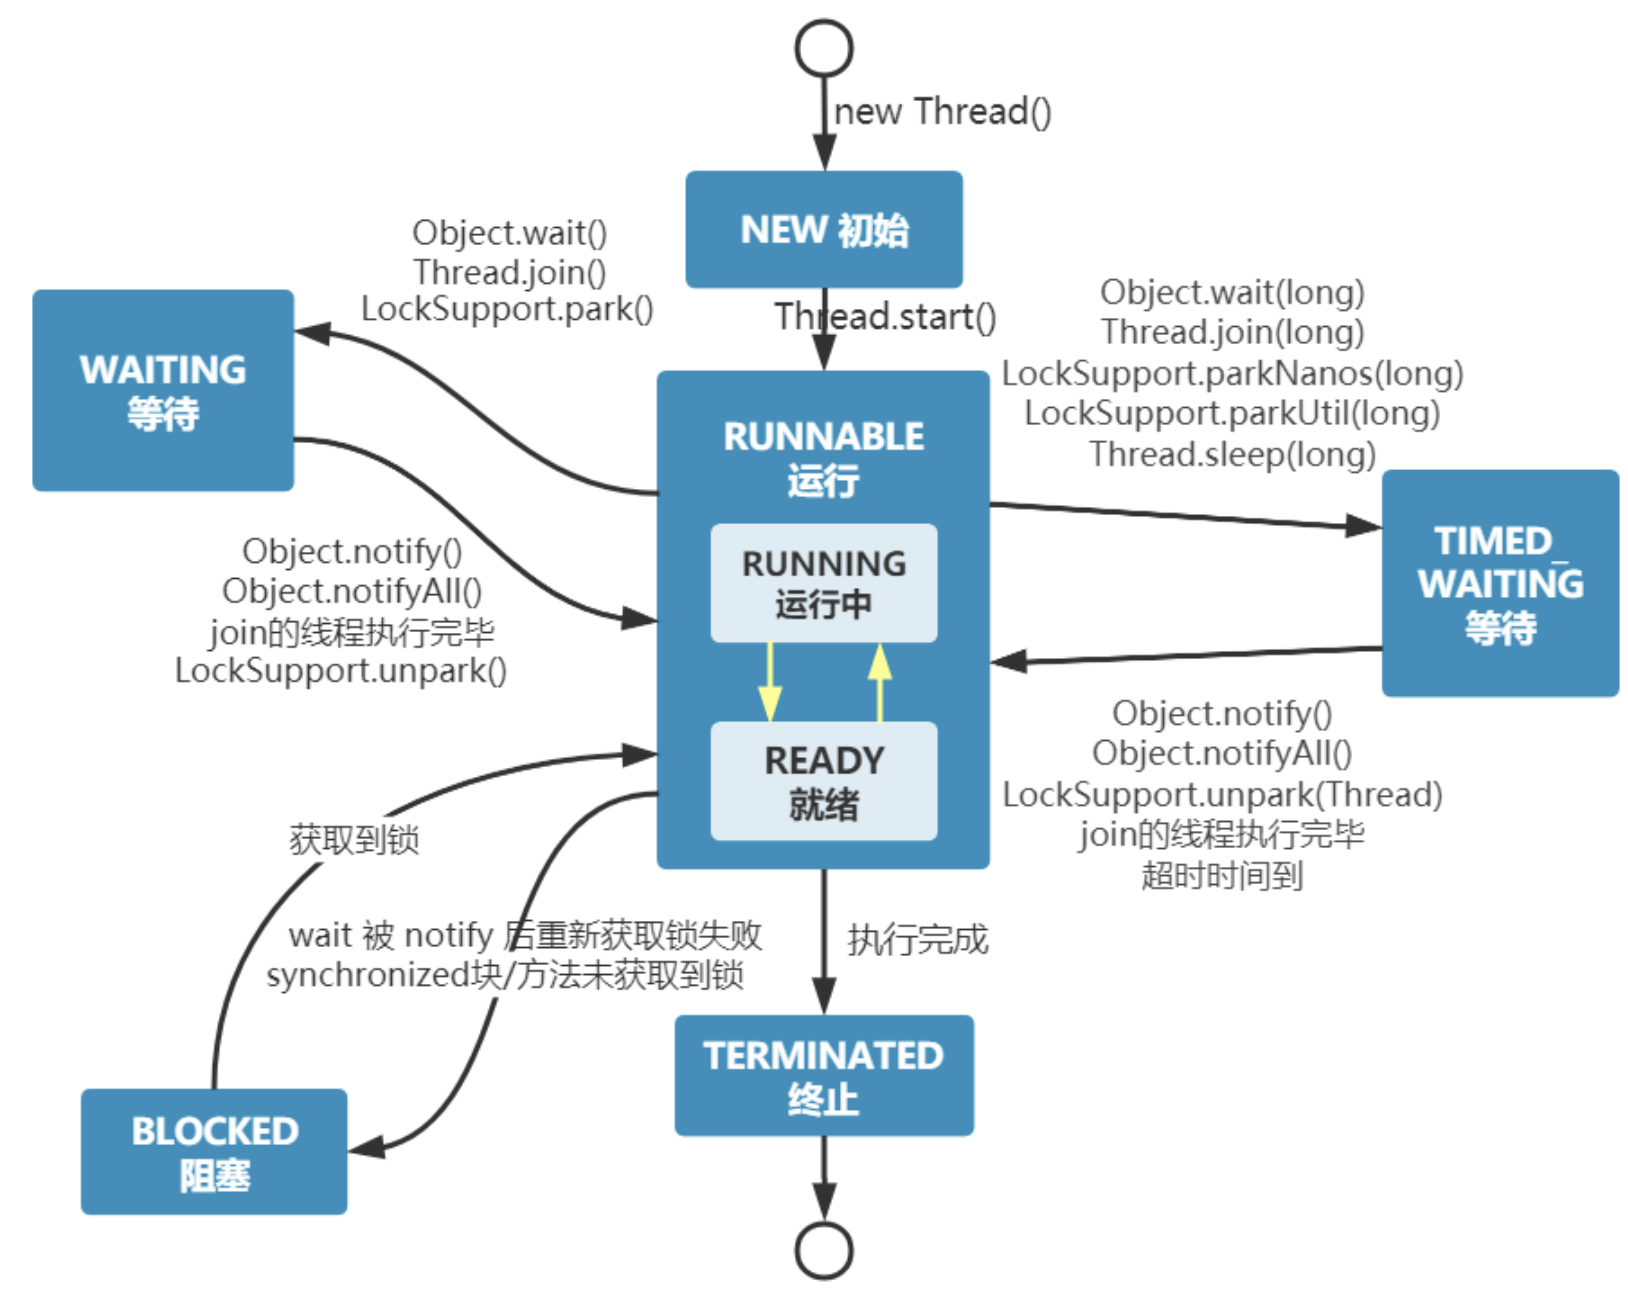 new Thread()
NEW 初始
Thread.start()
Object.wait()
Thread.join()
LockSupport.park()
WAITING
等待
Object.notify()
Object.notifyAll()
join的线程执行完毕
LockSupport.unpark()
RUNNABLE
运行
RUNNING
运行中
READY
就绪
Object.wait(long)
Thread.join(long)
LockSupport.parkNanos(long)
LockSupport.parkUtil(long)
Thread.sleep(long)
TIMED_
WAITING
等待
Object.notify()
Object.notifyAll()
LockSupport.unpark(Thread)
join的线程执行完毕
超时时间到
获取到锁
wait 被 notify 后重新获取锁失败
synchronized块/方法未获取到锁
BLOCKED
阻塞
执行完成
TERMINATED
终止